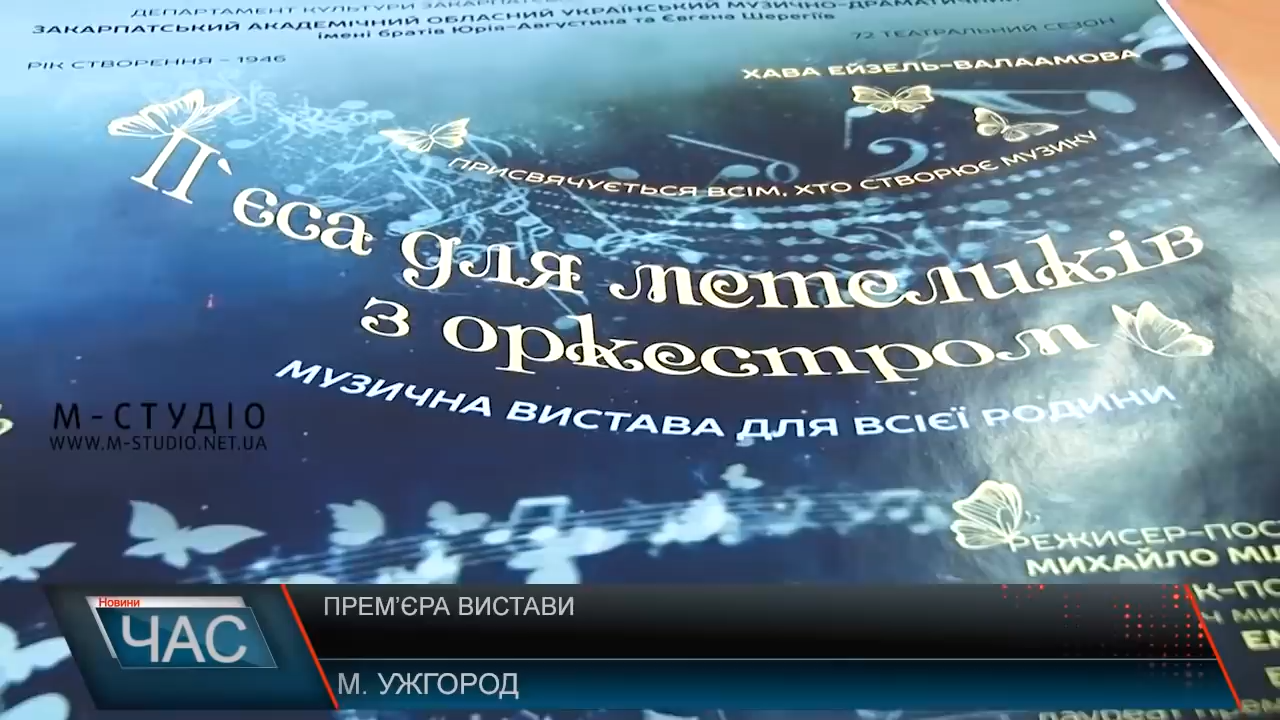 ДЕПАРТАМЕНТ КУЛЬТУРИ
ЗАКАРПАТСЬКИЙ АКАДЕМІЧНИЙ ОБЛАСНИЙ УКРАЇНСЬКИЙ МУЗИЧНО-ДРАМАТИЧНИЙ
імені братів Юрія-Августина та Євгена Шерегіїв
РІК СТВОРЕННЯ - 1946
72 ТЕАТРАЛЬНИЙ СЕЗОН
ХАВА ЕЙЗЕЛЬ-ВАЛААМОВА
ПРИСВЯЧУЄТЬСЯ ВСІМ, ХТО СТВОРЮЄ МУЗИКУ
П`єса для метеликів
з оркестром
МУЗИЧНА ВИСТАВА ДЛЯ ВСІЄЇ РОДИНИ
М-СТУДІО
WWW.M-STUDIO.NET.UA
РЕЖИСЕР-ПОС
МИХАЙЛО
Новини
ЧАС
ПРЕМ’ЄРА ВИСТАВИ
М. УЖГОРОД